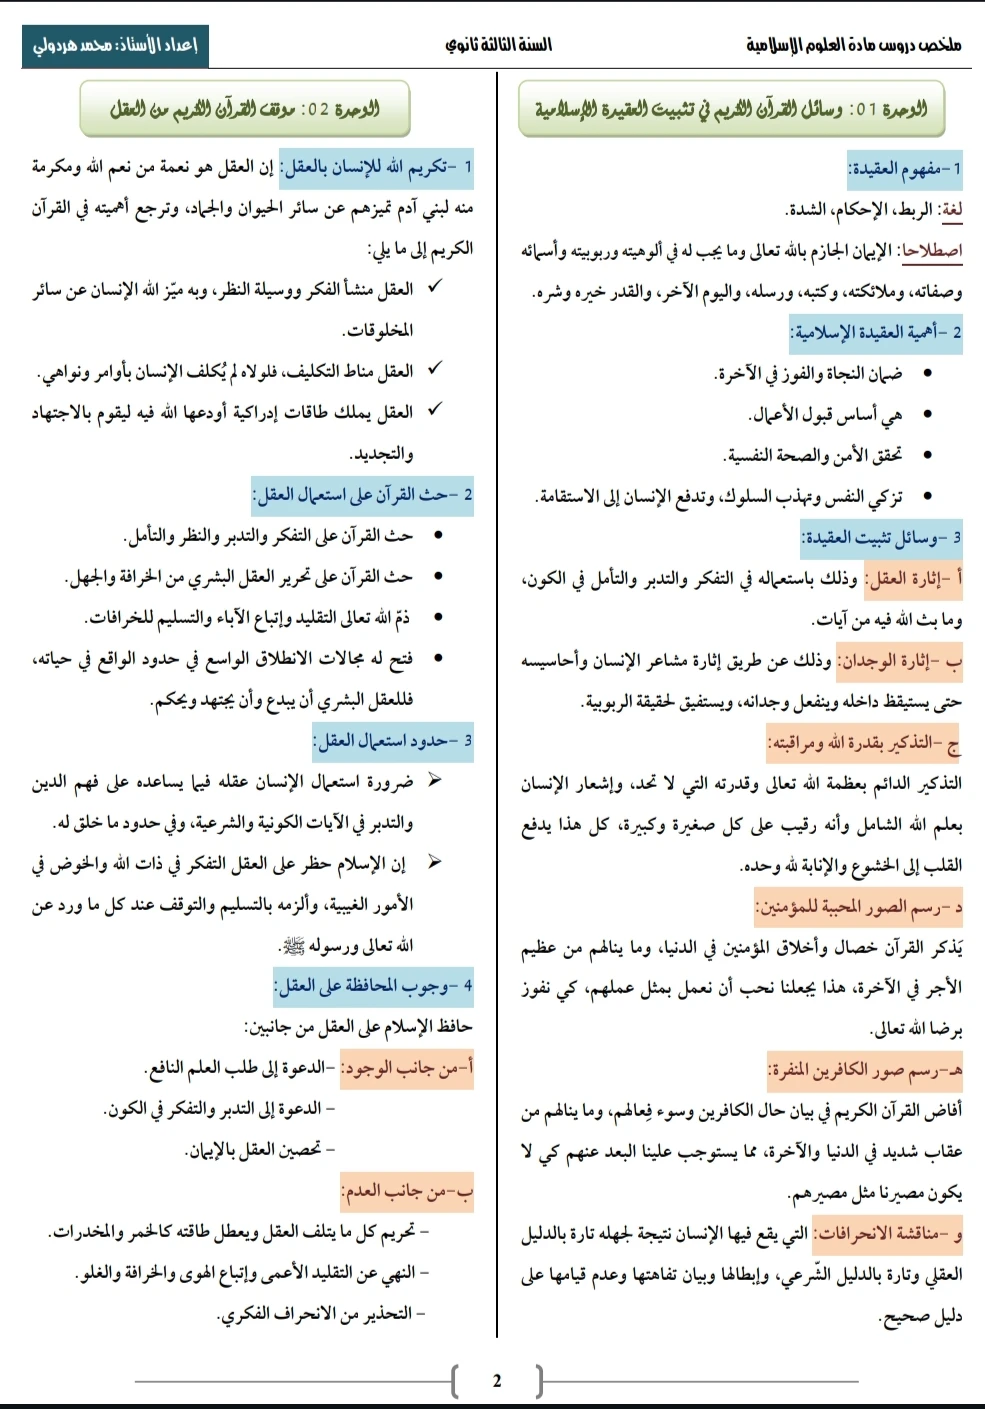 ملخص دروس مادة العلوم الإسلامية
السنة الثالثة ثانوي
إعداد الأستاذ: محمد هردولي
الوحدة 01: وسائل القرآن الكريم في تثبيت العقيدة الإسلامية
1-مفهوم العقيدة:
لغة: الربط، الإحكام، الشدة.
اصطلاحا: الإيمان الجازم بالله تعالى وما يجب له في ألوهيته وربوبيته وأسمائه
وصفاته، وملائكته، وكتبه، ورسله، واليوم الآخر، والقدر خيره وشره.
2-أهمية العقيدة الإسلامية:
• ضمان النجاة والفوز في الآخرة.
• هي أساس قبول الأعمال.
• تحقق الأمن والصحة النفسية.
• تزكي النفس وتهذب السلوك، وتدفع الإنسان إلى الاستقامة.
3-وسائل تثبيت العقيدة:
أ-إثارة العقل: وذلك باستعماله في التفكر والتدبر والتأمل في الكون،
وما بث الله فيه من آيات.
ب-إثارة الوجدان: وذلك عن طريق إثارة مشاعر الإنسان وأحاسيسه
حتى يستيقظ داخله وينفعل وجدانه، ويستفيق لحقيقة الربوبية.
ج-التذكير بقدرة الله ومراقبته:
التذكير الدائم بعظمة الله تعالى وقدرته التي لا تحد، وإشعار الإنسان
بعلم الله الشامل وأنه رقيب على كل صغيرة وكبيرة، كل هذا يدفع
القلب إلى الخشوع والإنابة لله وحده.
د-رسم الصور المحببة للمؤمنين:
يَذكر القرآن خصال وأخلاق المؤمنين في الدنيا، وما ينالهم من عظيم
الأجر في الآخرة، هذا يجعلنا نحب أن نعمل بمثل عملهم، كي نفوز
برضا الله تعالى.
هـ-رسم صور الكافرين المنفرة:
أفاض القرآن الكريم في بيان حال الكافرين وسوء فِعالهم، وما ينالهم من
عقاب شديد في الدنيا والآخرة، مما يستوجب علينا البعد عنهم كي لا
يكون مصيرنا مثل مصيرهم.
و-مناقشة الانحرافات: التي يقع فيها الإنسان نتيجة لجهله تارة بالدليل
العقلي وتارة بالدليل الشّرعي، وإبطالها وبيان تفاهتها وعدم قيامها على
دليل صحيح.
الوحدة 02: موقف القرآن الكريم من العقل
1-تكريم الله للإنسان بالعقل: إن العقل هو نعمة من نعم الله ومكرمة
منه لبني آدم تميزهم عن سائر الحيوان والجماد، وترجع أهميته في القرآن
الكريم إلى ما يلي:
✓ العقل منشأ الفكر ووسيلة النظر، وبه ميّز الله الإنسان عن سائر
المخلوقات.
✓ العقل مناط التكليف، فلولاه لم يُكلف الإنسان بأوامر ونواهي.
✓ العقل يملك طاقات إدراكية أودعها الله فيه ليقوم بالاجتهاد
والتجديد.
2-حث القرآن على استعمال العقل:
• حث القرآن على التفكر والتدبر والنظر والتأمل.
• حث القرآن على تحرير العقل البشري من الخرافة والجهل.
• ذمّ الله تعالى التقليد وإتباع الآباء والتسليم للخرافات.
• فتح له مجالات الانطلاق الواسع في حدود الواقع في حياته،
فللعقل البشري أن يبدع وأن يجتهد ويحكم.
3-حدود استعمال العقل:
➢ ضرورة استعمال الإنسان عقله فيما يساعده على فهم الدين
والتدبر في الآيات الكونية والشرعية، وفي حدود ما خلق له.
➢ إن الإسلام حظر على العقل التفكر في ذات الله والخوض في
الأمور الغيبية، وألزمه بالتسليم والتوقف عند كل ما ورد عن
الله تعالى ورسوله ﷺ.
4-وجوب المحافظة على العقل:
حافظ الإسلام على العقل من جانبين:
أ-من جانب الوجود: -الدعوة إلى طلب العلم النافع.
- الدعوة إلى التدبر والتفكر في الكون.
- تحصين العقل بالإيمان.
ب-من جانب العدم:
- تحريم كل ما يتلف العقل ويعطل طاقته كالخمر والمخدرات.
- النهي عن التقليد الأعمى وإتباع الهوى والخرافة والغلو.
- التحذير من الانحراف الفكري.
2